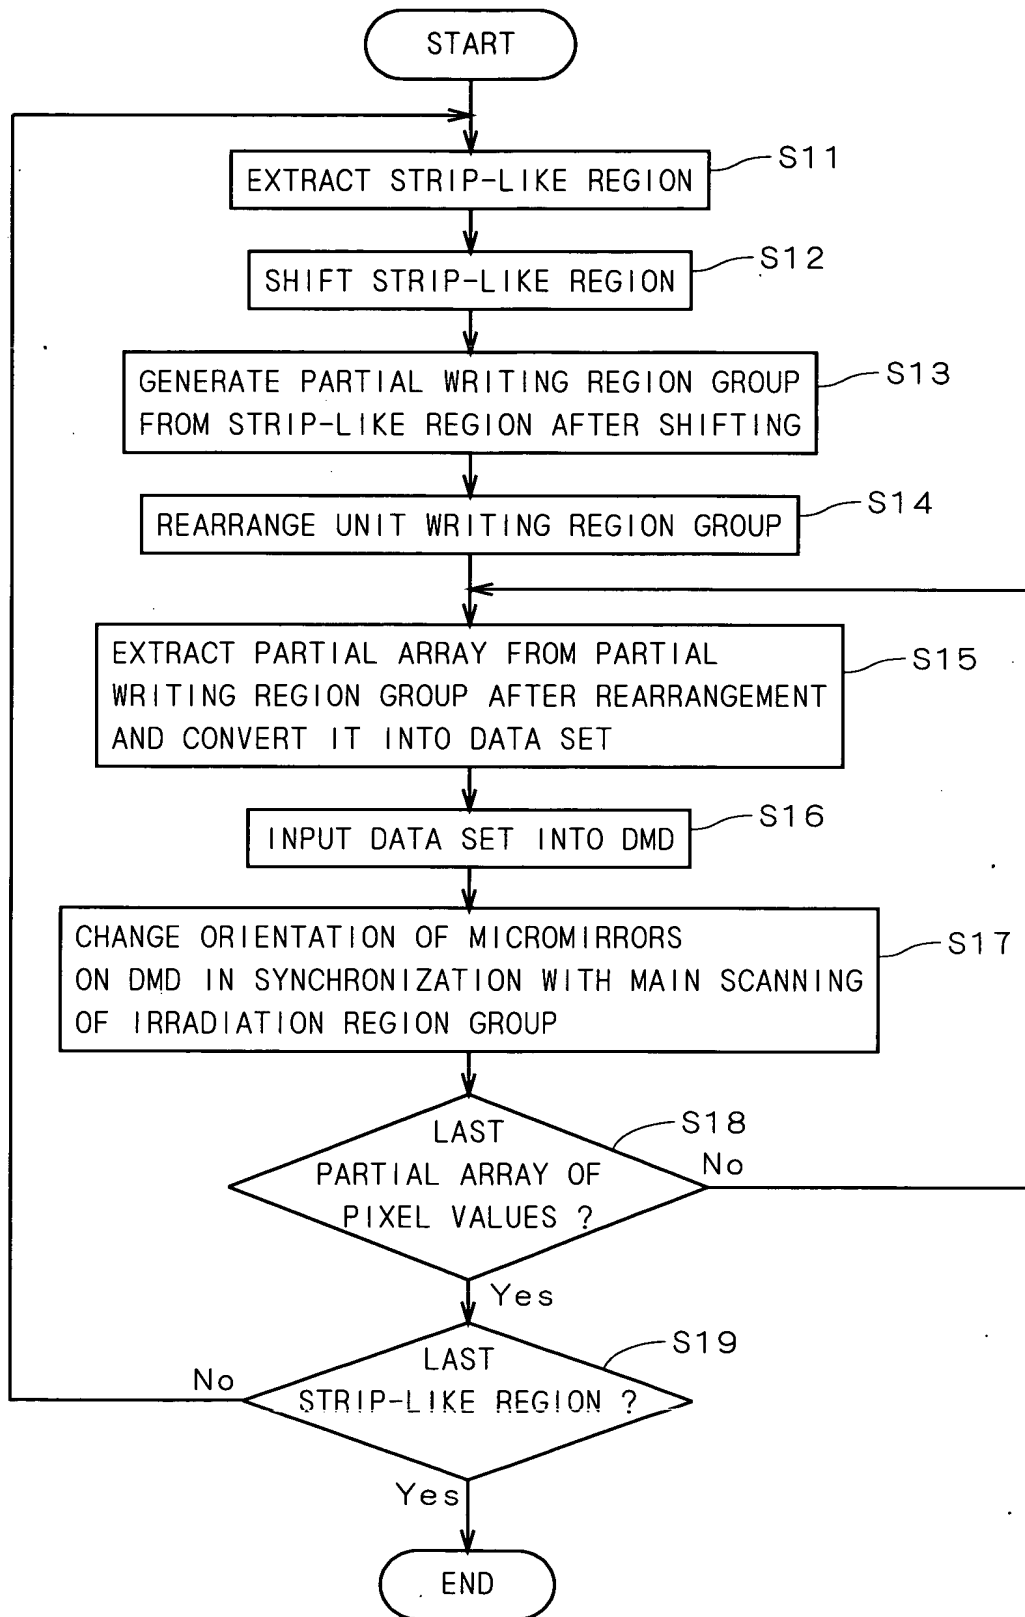 START
S11
EXTRACT STRIP-LIKE REGION
S12
SHIFT STRIP-LIKE REGION
S13
GENERATE PARTIAL WRITING REGION GROUP
FROM STRIP-LIKE REGION AFTER SHIFTING
S14
REARRANGE UNIT WRITING REGION GROUP
S15
EXTRACT PARTIAL ARRAY FROM PARTIAL
WRITING REGION GROUP AFTER REARRANGEMENT
AND CONVERT IT INTO DATA SET
S16
INPUT DATA SET INTO DMD
S17
CHANGE ORIENTATION OF MICROMIRRORS
ON DMD IN SYNCHRONIZATION WITH MAIN SCANNING
OF IRRADIATION REGION GROUP
S18
LAST
PARTIAL ARRAY OF
PIXEL VALUES ?
No
Yes
S19
LAST
STRIP-LIKE REGION ?
No
Yes
END